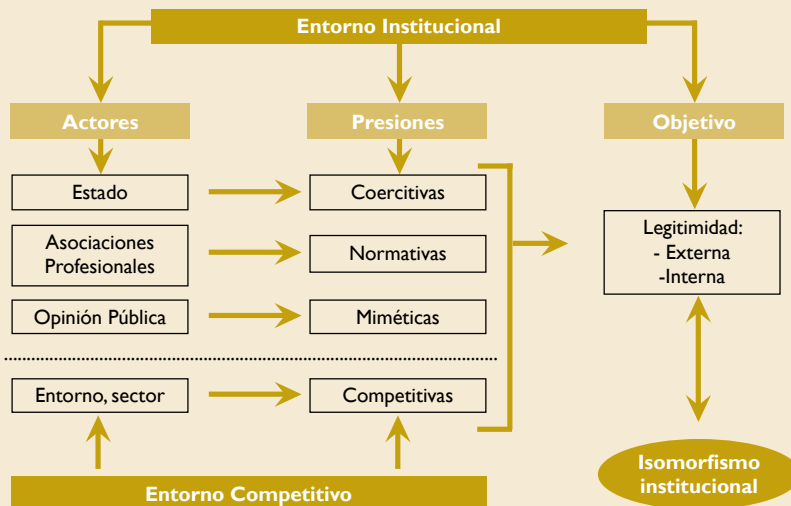 Entorno Institucional
Actores
Presiones
Objetivo
Estado
Coercitivas
Asociaciones
Profesionales
Normativas
Legitimidad:
- Externa
-Interna
Opinión Pública
Miméticas
Entorno, sector
Competitivas
Entorno Competitivo
Isomorfismo
institucional